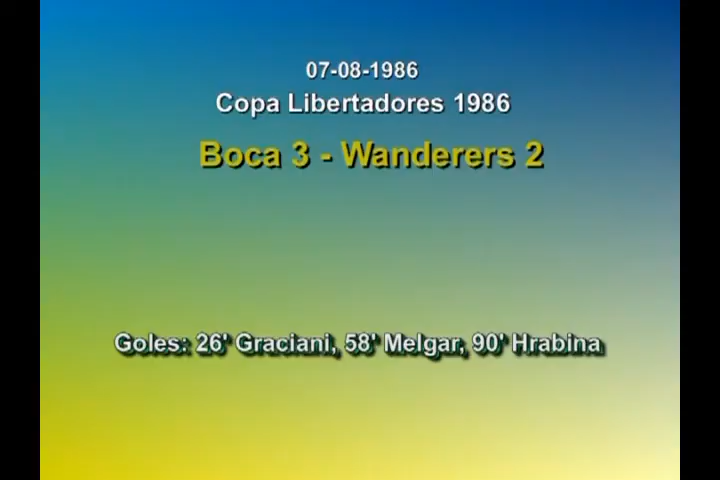 07-08-1986
Copa Libertadores 1986
Boca 3 - Wanderers 2
Goles: 26' Graciani, 58' Melgar, 90' Hrabina